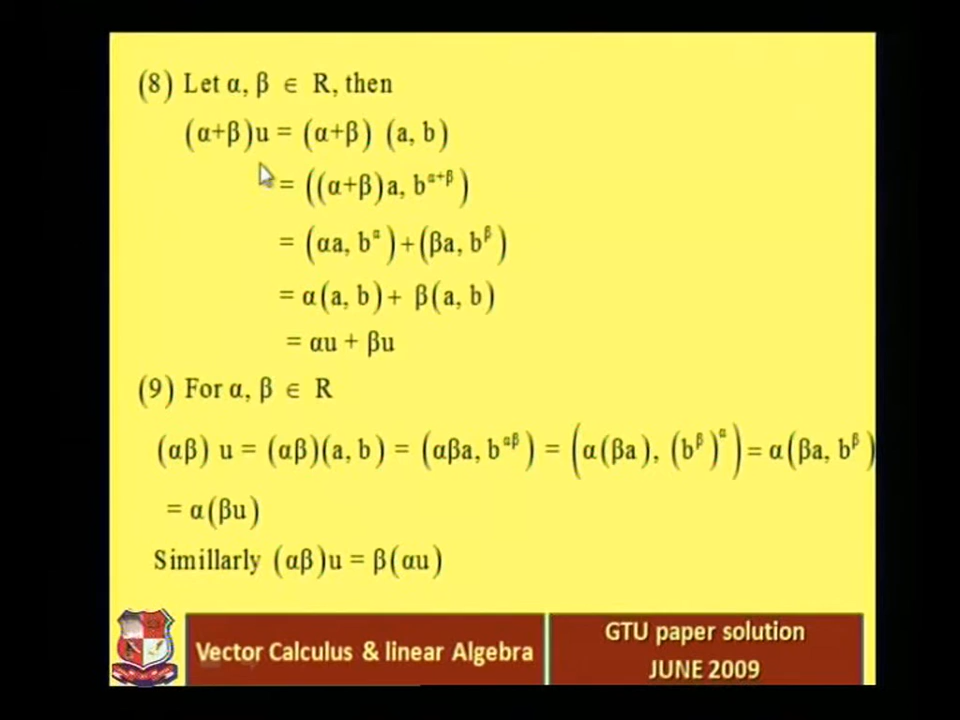 (8) Let α, β ∈ R, then
(α+β)u = (α+β) (a, b)
= ((α+β)a, b^{α+β})
= (αa, b^α)+(βa, b^β)
= α(a, b)+ β(a, b)
= αu + βu
(9) For α, β ∈ R
(αβ) u = (αβ)(a, b) = (αβa, b^{αβ}) = (α(βa), (b^β)^α) = α(βa, b^β)
= α(βu)
Simillarly (αβ)u = β(αu)
Vector Calculus & linear Algebra
GTU paper solution
JUNE 2009